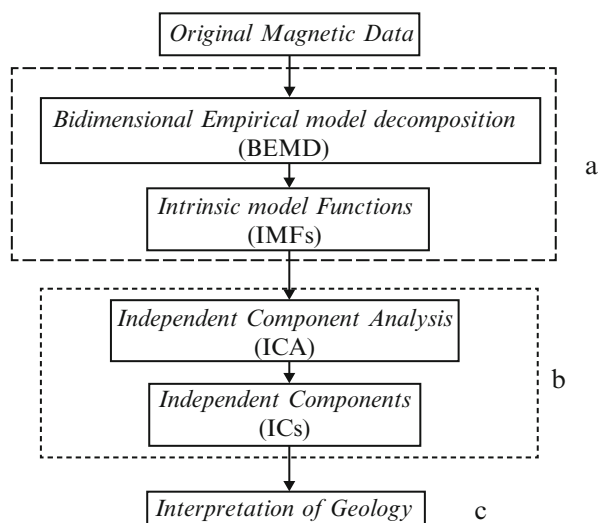 Original Magnetic Data
Bidimensional Empirical model decomposition
(BEMD)
a
Intrinsic model Functions
(IMFs)
Independent Component Analysis
(ICA)
b
Independent Components
(ICs)
Interpretation of Geology
c